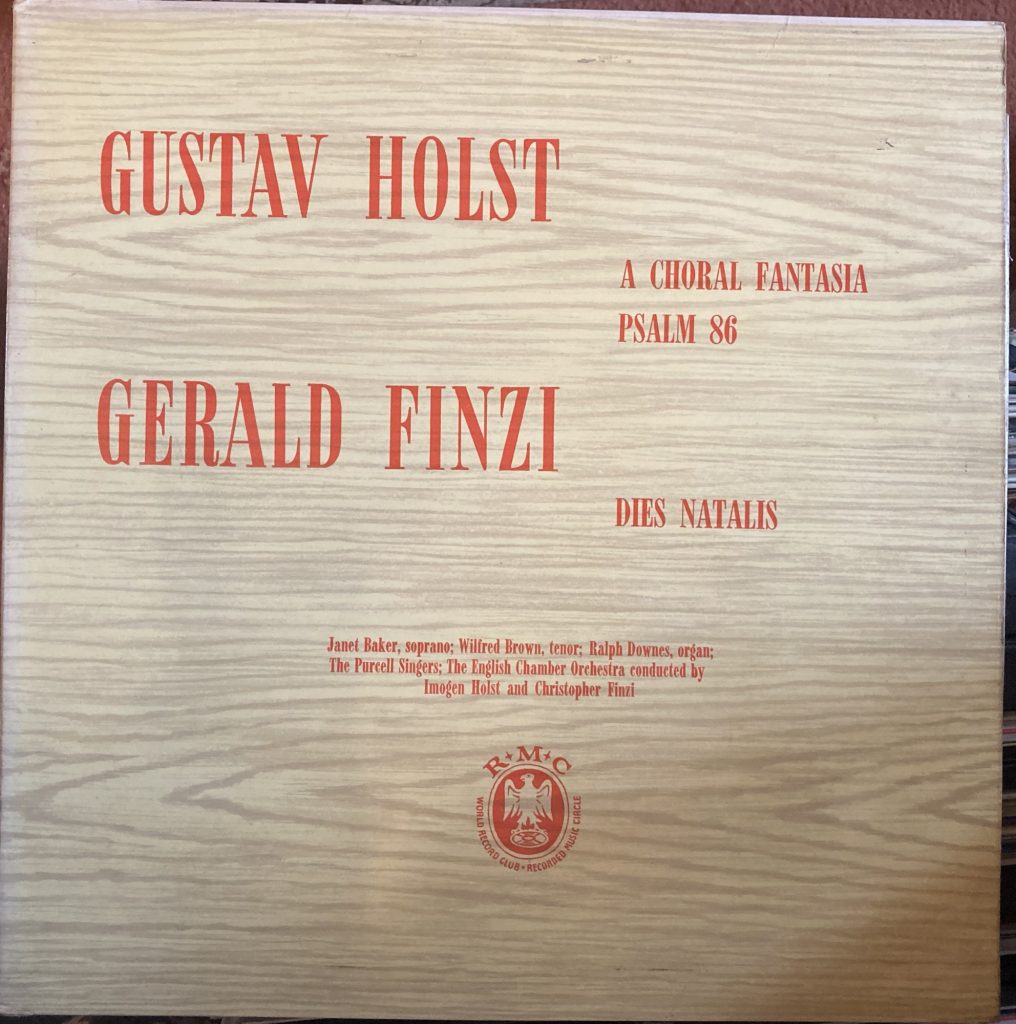 GUSTAV HOLST
A CHORAL FANTASIA
PSALM 86
GERALD FINZI
DIES NATALIS
Janet Baker, soprano; Wilfred Brown, tenor; Ralph Downes, organ;
The Purcell Singers; The English Chamber Orchestra conducted by
Imogen Holst and Christopher Finzi
R+M+C
WORLD RECORD CLUB • RECORDED MUSIC CIRCLE